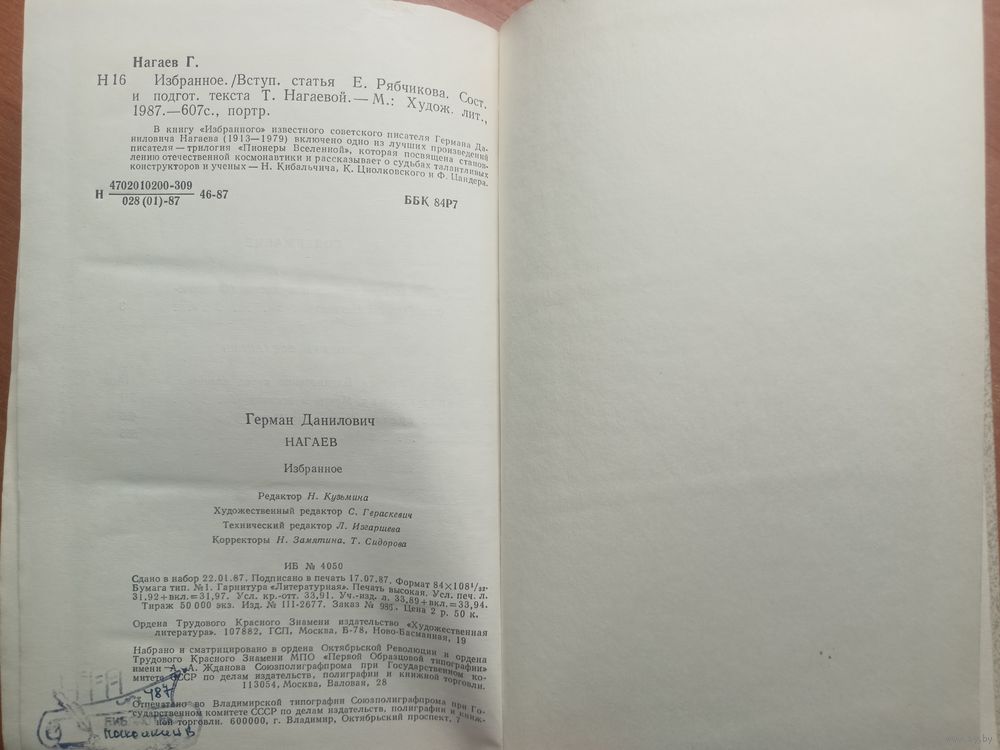 Нагаев Г.
Н16 Избранное./Вступ. статья Е. Рябчикова. Сост.
и подгот. текста Т. Нагаевой.— М.: Худож. лит.,
1987.—607с., портр.
В книгу «Избранного» известного советского писателя Германа Да-
ниловича Нагаева (1913—1979) включено одно из лучших произведений
писателя — трилогия «Пионеры Вселенной», которая посвящена станов-
лению отечественной космонавтики и рассказывает о судьбах талантливых
конструкторов и ученых — Н. Кибальчича, К. Циолковского и Ф. Цандера.
Н 4702010200-309 46-87
028(01)-87
ББК 84Р7
Герман Данилович
НАГАЕВ
Избранное
Редактор Н. Кузьмина
Художественный редактор С. Гераскевич
Технический редактор Л. Изгаршева
Корректоры Н. Замятина, Т. Сидорова
ИБ № 4050
Сдано в набор 22.01.87. Подписано в печать 17.07.87. Формат 84×108¹/₃₂.
Бумага тип. №1. Гарнитура «Литературная». Печать высокая. Усл. печ. л.
31.92+вкл.=31,97. Усл. кр.-отт. 33,91. Уч.-изд. л. 33,89+вкл.=33,94.
Тираж 50 000 экз. Изд. № III-2677. Заказ № 985. Цена 2 р. 50 к.
Ордена Трудового Красного Знамени издательство «Художественная
литература». 107882, ГСП, Москва, Б-78, Ново-Басманная, 19
Набрано и сматрицировано в ордена Октябрьской Революции и ордена
Трудового Красного Знамени МПО «Первой Образцовой типографии»
имени А. А. Жданова Союзполиграфпрома при Государственном ко-
митете СССР по делам издательств, полиграфии и книжной торговли.
113054, Москва, Валовая, 28
Отпечатано во Владимирской типографии Союзполиграфпрома при Го-
сударственном комитете СССР по делам издательств, полиграфии и книж-
ной торговли. 600000, г. Владимир, Октябрьский проспект, 7
487